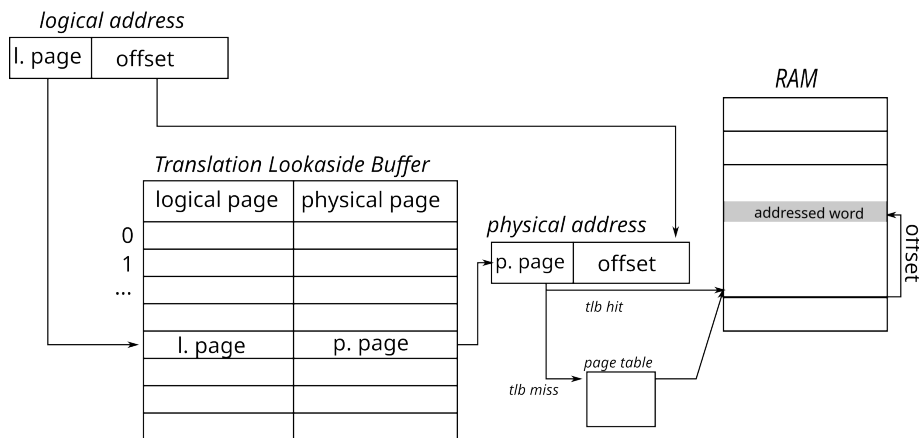 logical address
l. page
offset
RAM
Translation Lookaside Buffer
logical page
physical page
addressed word
0
physical address
offset
1
p. page
offset
...
tlb hit
l. page
p. page
page table
tlb miss